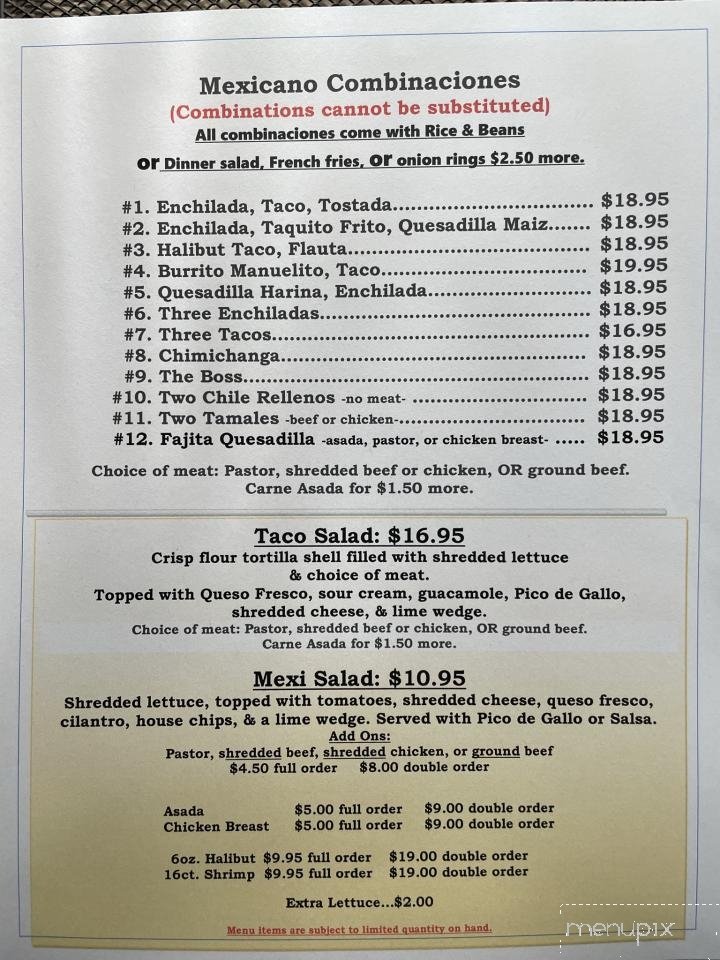 Mexicano Combinaciones
(Combinations cannot be substituted)
All combinaciones come with Rice & Beans
or Dinner salad, French fries, or onion rings $2.50 more.
#1. Enchilada, Taco, Tostada................................. $18.95
#2. Enchilada, Taquito Frito, Quesadilla Maiz....... $18.95
#3. Halibut Taco, Flauta........................................ $18.95
#4. Burrito Manuelito, Taco.................................. $19.95
#5. Quesadilla Harina, Enchilada........................... $18.95
#6. Three Enchiladas............................................. $18.95
#7. Three Tacos..................................................... $16.95
#8. Chimichanga................................................... $18.95
#9. The Boss......................................................... $18.95
#10. Two Chile Rellenos -no meat- ............................. $18.95
#11. Two Tamales -beef or chicken-............................... $18.95
#12. Fajita Quesadilla -asada, pastor, or chicken breast- ..... $18.95
Choice of meat: Pastor, shredded beef or chicken, OR ground beef.
Carne Asada for $1.50 more.
Taco Salad: $16.95
Crisp flour tortilla shell filled with shredded lettuce
& choice of meat.
Topped with Queso Fresco, sour cream, guacamole, Pico de Gallo,
shredded cheese, & lime wedge.
Choice of meat: Pastor, shredded beef or chicken, OR ground beef.
Carne Asada for $1.50 more.
Mexi Salad: $10.95
Shredded lettuce, topped with tomatoes, shredded cheese, queso fresco,
cilantro, house chips, & a lime wedge. Served with Pico de Gallo or Salsa.
Add Ons:
Pastor, shredded beef, shredded chicken, or ground beef
$4.50 full order $8.00 double order
Asada $5.00 full order $9.00 double order
Chicken Breast $5.00 full order $9.00 double order
6oz. Halibut $9.95 full order $19.00 double order
16ct. Shrimp $9.95 full order $19.00 double order
Extra Lettuce...$2.00
Menu items are subject to limited quantity on hand.
menupix